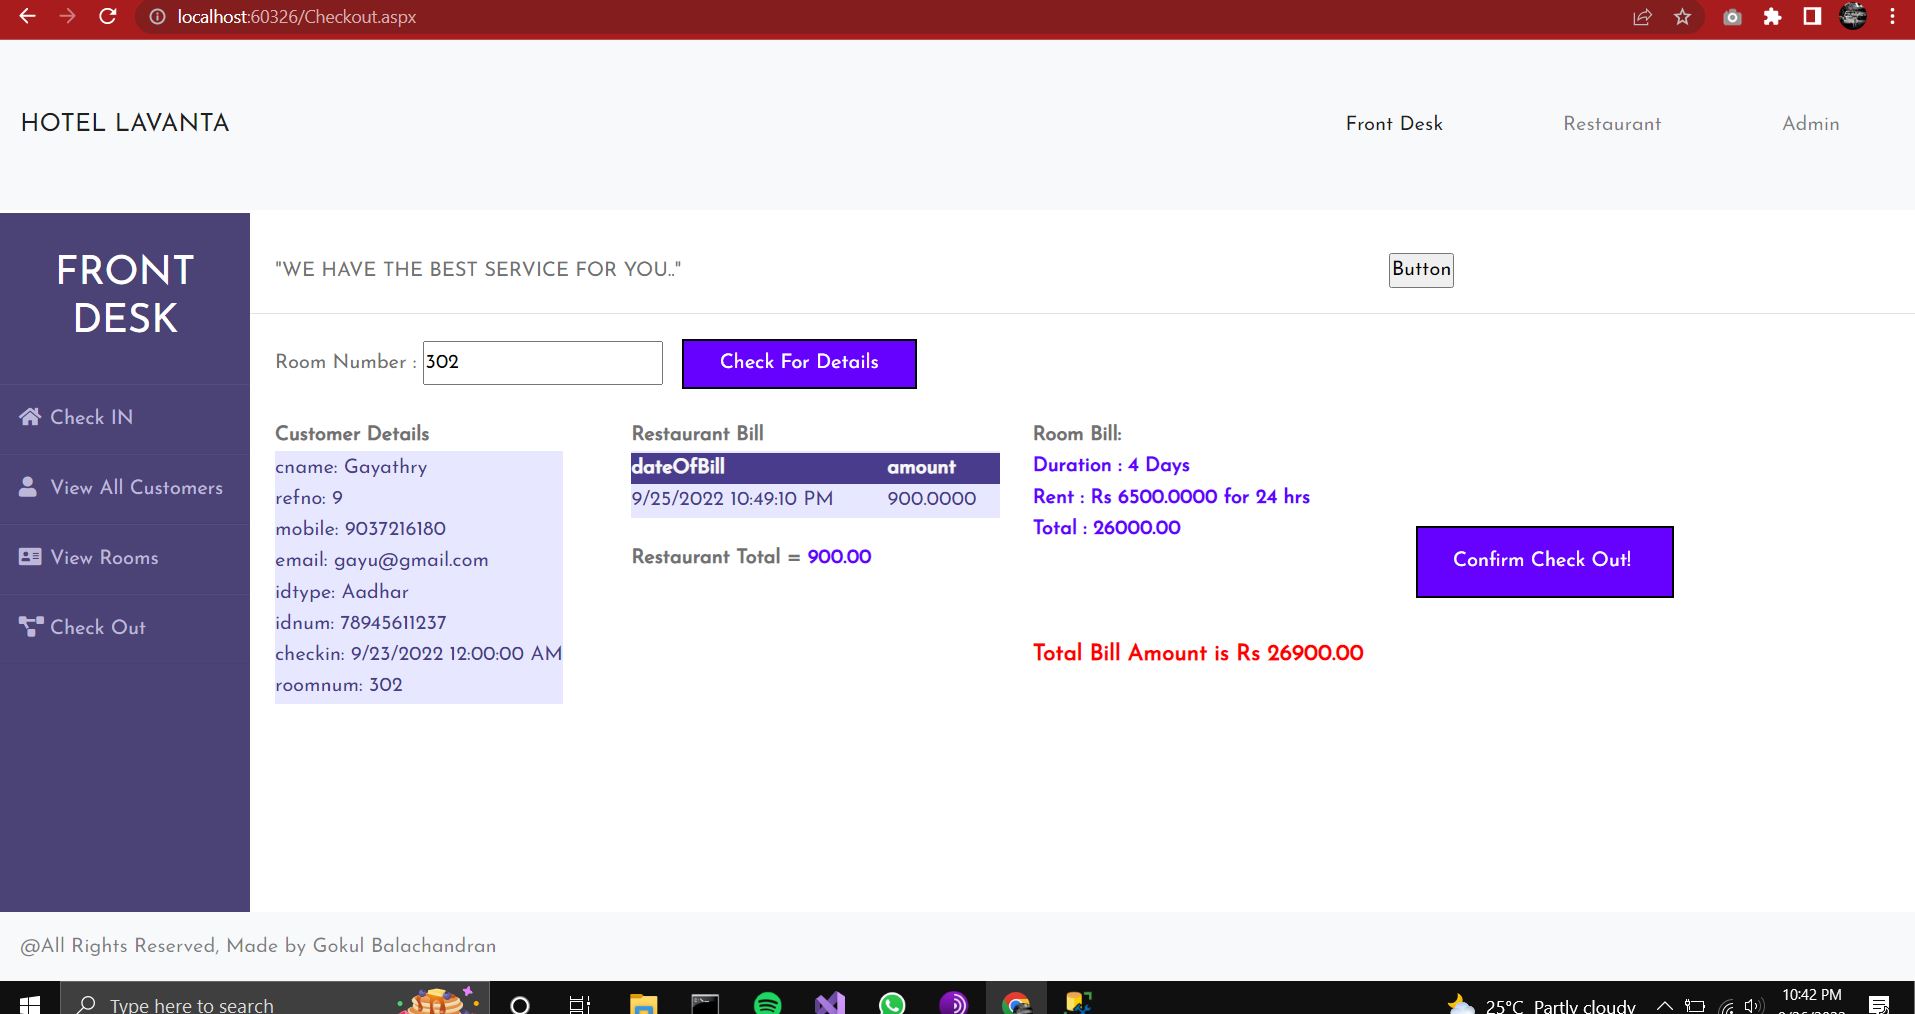 localhost:60326/Checkout.aspx
HOTEL LAVANTA
Front Desk
Restaurant
Admin
FRONT
DESK
Check IN
View All Customers
View Rooms
Check Out
"WE HAVE THE BEST SERVICE FOR YOU.."
Button
Room Number :
302
Check For Details
Customer Details
cname: Gayathry
refno: 9
mobile: 9037216180
email: gayu@gmail.com
idtype: Aadhar
idnum: 78945611237
checkin: 9/23/2022 12:00:00 AM
roomnum: 302
Restaurant Bill
dateOfBill amount
9/25/2022 10:49:10 PM 900.0000
Restaurant Total = 900.00
Room Bill:
Duration : 4 Days
Rent : Rs 6500.0000 for 24 hrs
Total : 26000.00
Total Bill Amount is Rs 26900.00
Confirm Check Out!
@All Rights Reserved, Made by Gokul Balachandran
Type here to search
25°C Partly cloudy
10:42 PM